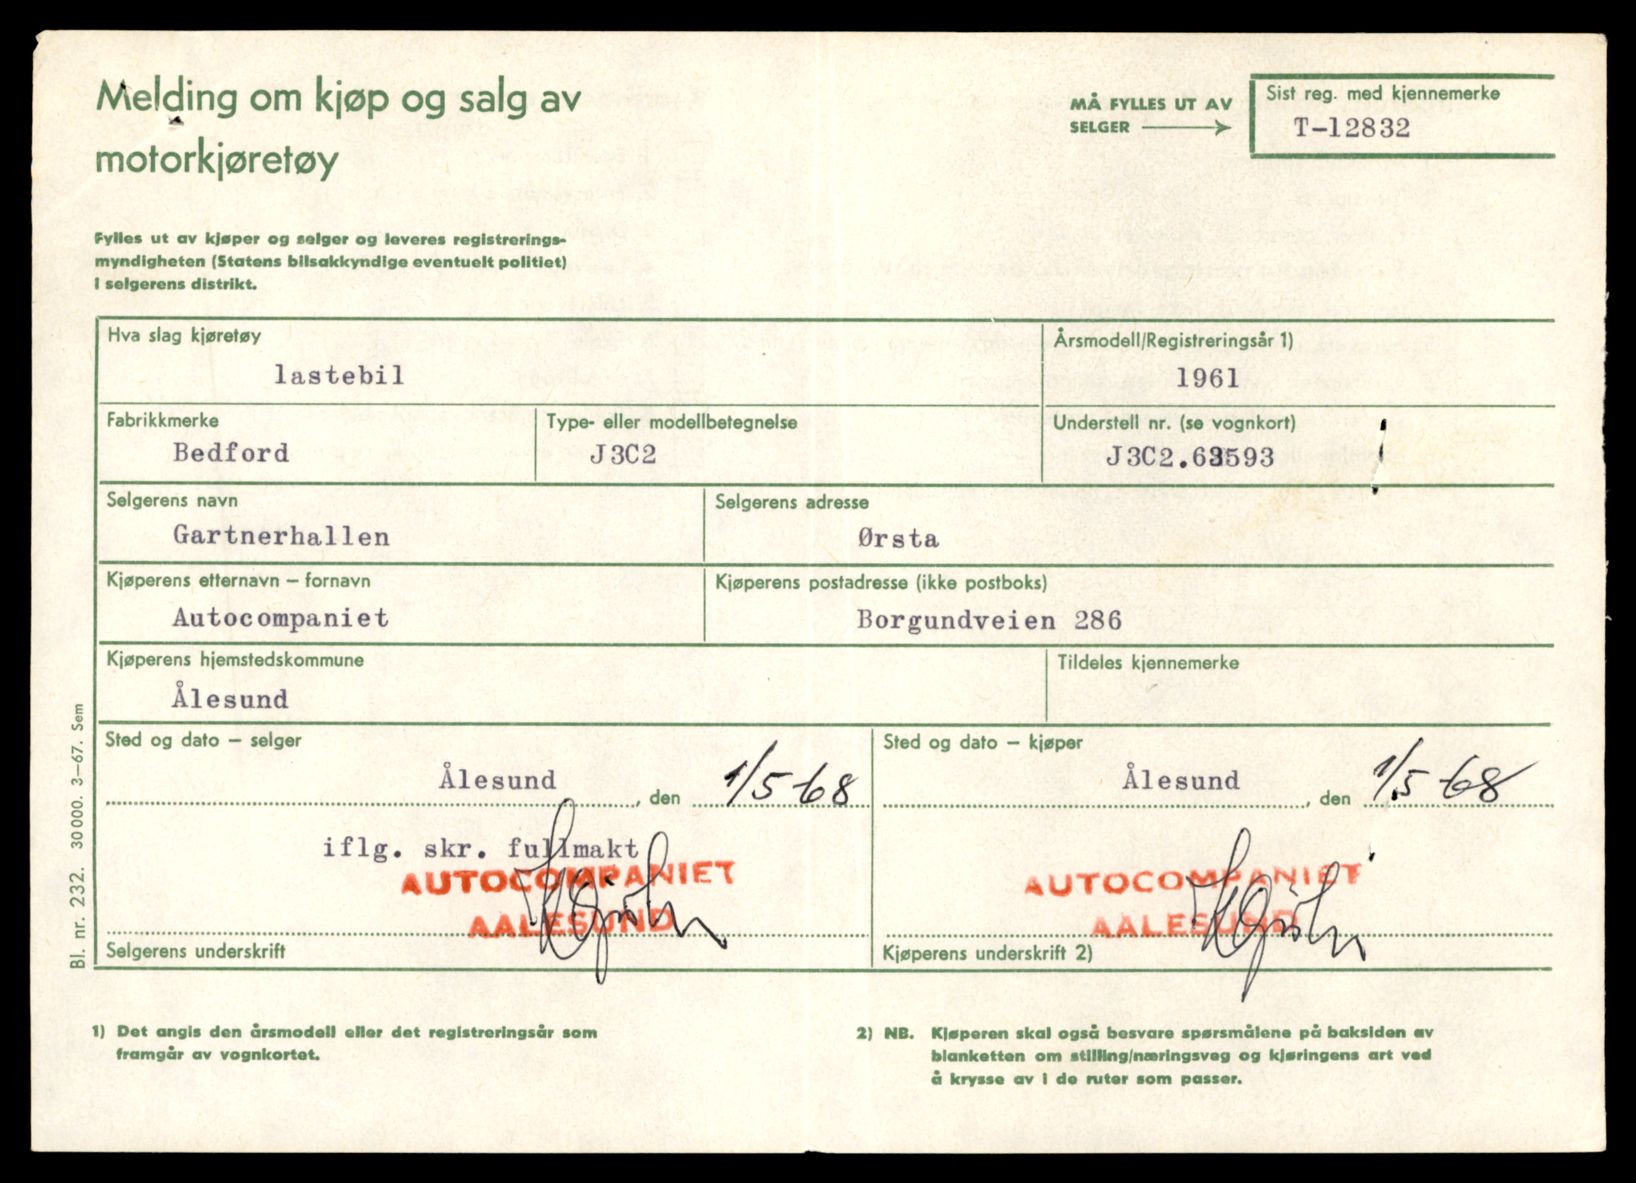 Melding om kjøp og salg av
motorkjøretøy
MÅ FYLLES UT AV
SELGER
Sist reg. med kjennemerke
T-12832
Fylles ut av kjøper og selger og leveres registrerings-
myndigheten (Statens bilsakkyndige eventuelt politiet)
i selgerens distrikt.
Hva slag kjøretøy
Årsmodell/Registreringsår 1)
lastebil
1961
Fabrikkmerke
Type- eller modellbetegnelse
Understell nr. (se vognkort)
Bedford
J3C2
Selgerens navn
Selgerens adresse
Gartnerhallen
Ørsta
Kjøperens etternavn – fornavn
Kjøperens postadresse (ikke postboks)
Autocompaniet
Borgundveien 286
Kjøperens hjemstedskommune
Tildeles kjennemerke
Ålesund
Sted og dato – selger
Sted og dato – kjøper
Ålesund, den 1/5-68
Ålesund, den 1/5-68
iflg. skr. fullmakt
AUTOCOMPANIET
AALESUND
AUTOCOMPANIET
AALESUND
Selgerens underskrift
Kjøperens underskrift 2)
Bl. nr. 232. 30 000. 3–67. Sem
1) Det angis den årsmodell eller det registreringsår som
framgår av vognkortet.
2) NB. Kjøperen skal også besvare spørsmålene på baksiden av
blanketten om stilling/næringsveg og kjøringens art ved
å krysse av i de ruter som passer.